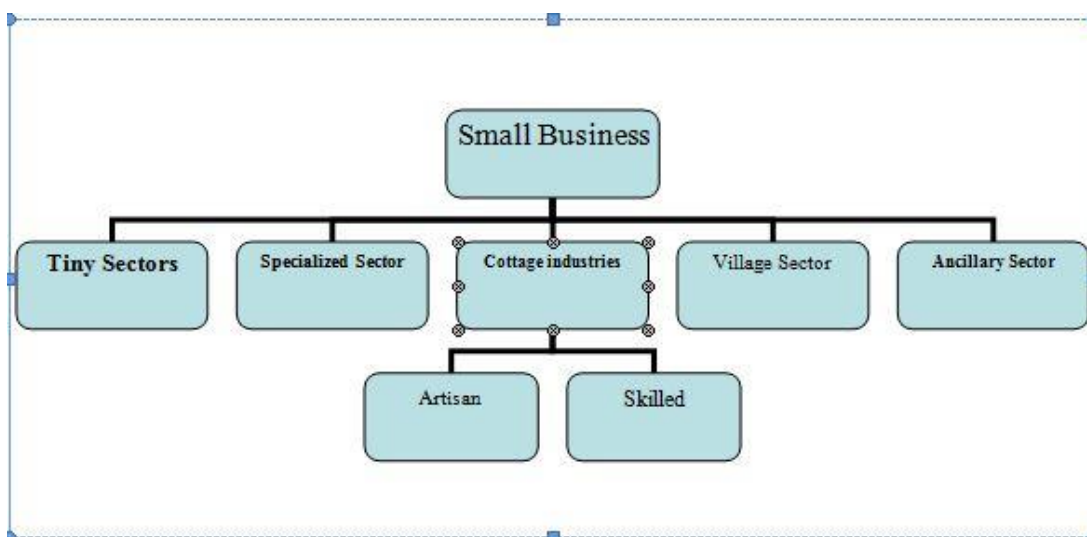 Small Business
Tiny Sectors
Specialized Sector
Cottage industries
Village Sector
Ancillary Sector
Artisan
Skilled